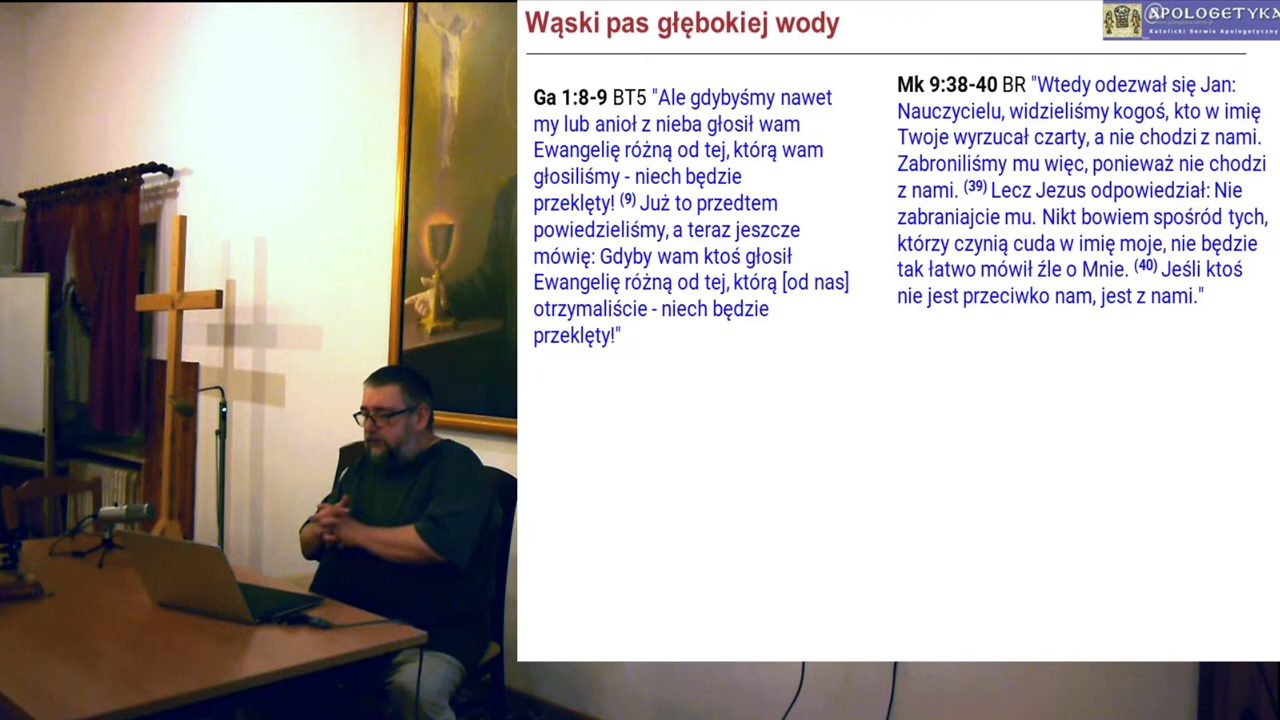 Wąski pas głębokiej wody
@POLOGETYKA
Katolicki Serwis Apologetyczny
Ga 1:8-9 BT5 "Ale gdybyśmy nawet
my lub anioł z nieba głosił wam
Ewangelię różną od tej, którą wam
głosiliśmy - niech będzie
przeklęty! (9) Już to przedtem
powiedzieliśmy, a teraz jeszcze
mówię: Gdyby wam ktoś głosił
Ewangelię różną od tej, którą [od nas]
otrzymaliście - niech będzie
przeklęty!"
Mk 9:38-40 BR "Wtedy odezwał się Jan:
Nauczycielu, widzieliśmy kogoś, kto w imię
Twoje wyrzucał czarty, a nie chodzi z nami.
Zabroniliśmy mu więc, ponieważ nie chodzi
z nami. (39) Lecz Jezus odpowiedział: Nie
zabraniajcie mu. Nikt bowiem spośród tych,
którzy czynią cuda w imię moje, nie będzie
tak łatwo mówił źle o Mnie. (40) Jeśli ktoś
nie jest przeciwko nam, jest z nami."